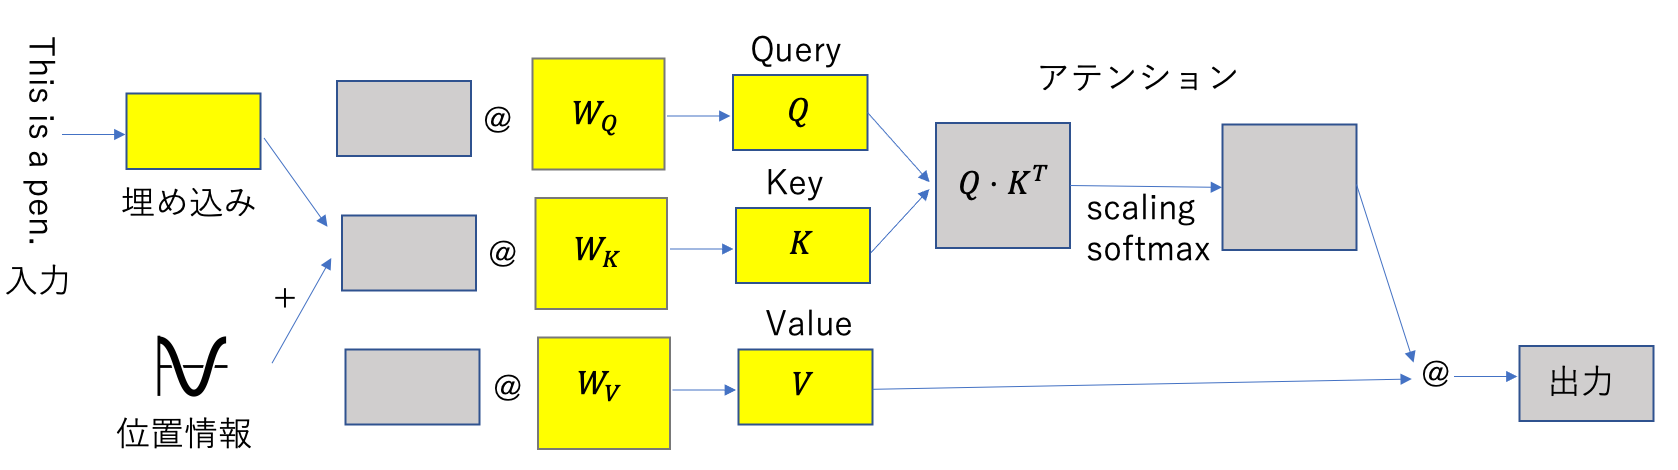 This is a pen.
入力
埋め込み
+
位置情報
@
W_Q
Query
Q
@
W_K
Key
K
@
W_V
Value
V
アテンション
Q · K^T
scaling
softmax
@
出力